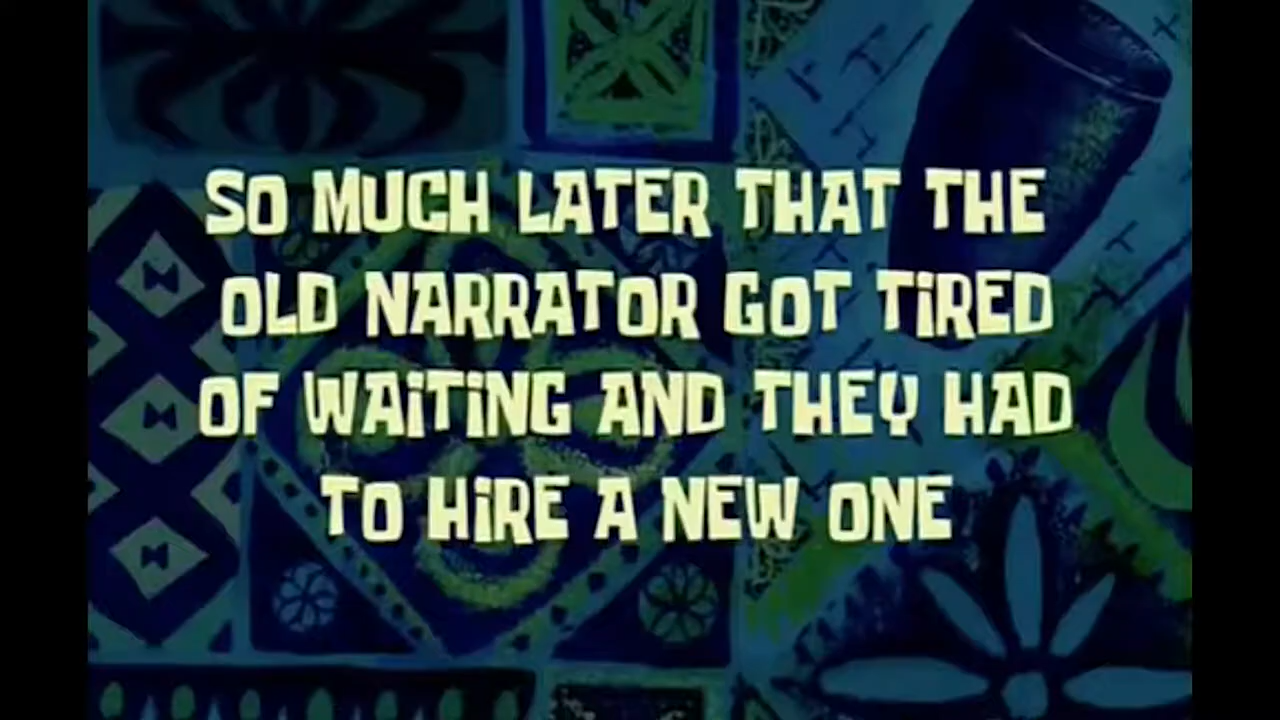 SO MUCH LATER THAT THE
OLD NARRATOR GOT TIRED
OF WAITING AND THEY HAD
TO HIRE A NEW ONE